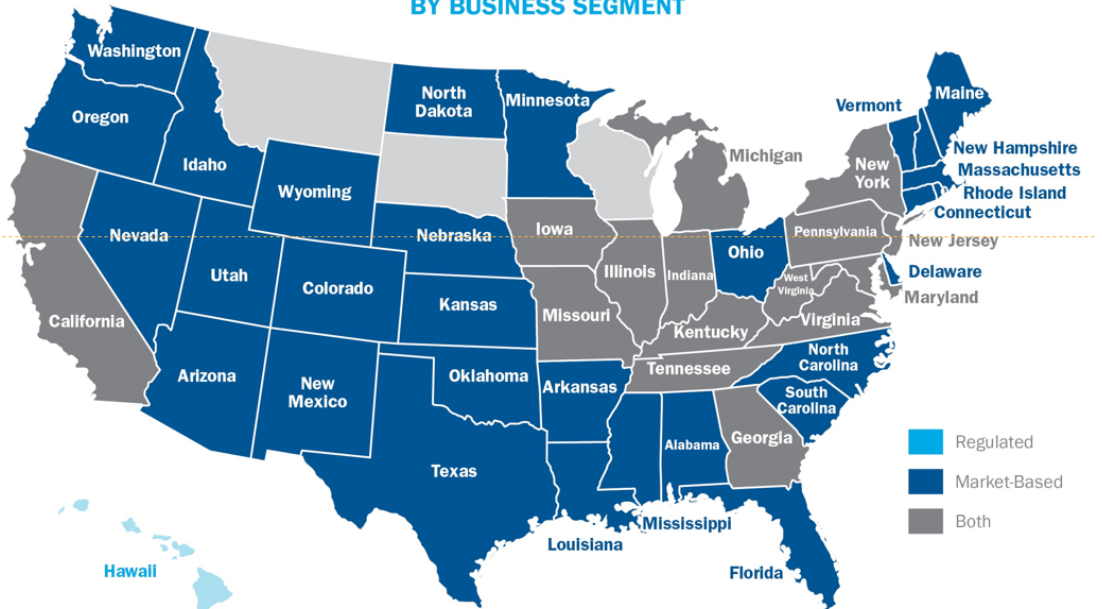 BY BUSINESS SEGMENT
Washington
Oregon
Idaho
North
Dakota
Minnesota
Wyoming
Nevada
Utah
Colorado
Nebraska
Kansas
California
Arizona
New
Mexico
Oklahoma
Texas
Iowa
Missouri
Arkansas
Louisiana
Illinois
Indiana
Michigan
Ohio
Kentucky
Tennessee
Mississippi
Alabama
Georgia
Florida
South
Carolina
North
Carolina
Virginia
West
Virginia
Pennsylvania
New
York
Vermont
Maine
New Hampshire
Massachusetts
Rhode Island
Connecticut
New Jersey
Delaware
Maryland
Hawaii
Regulated
Market-Based
Both